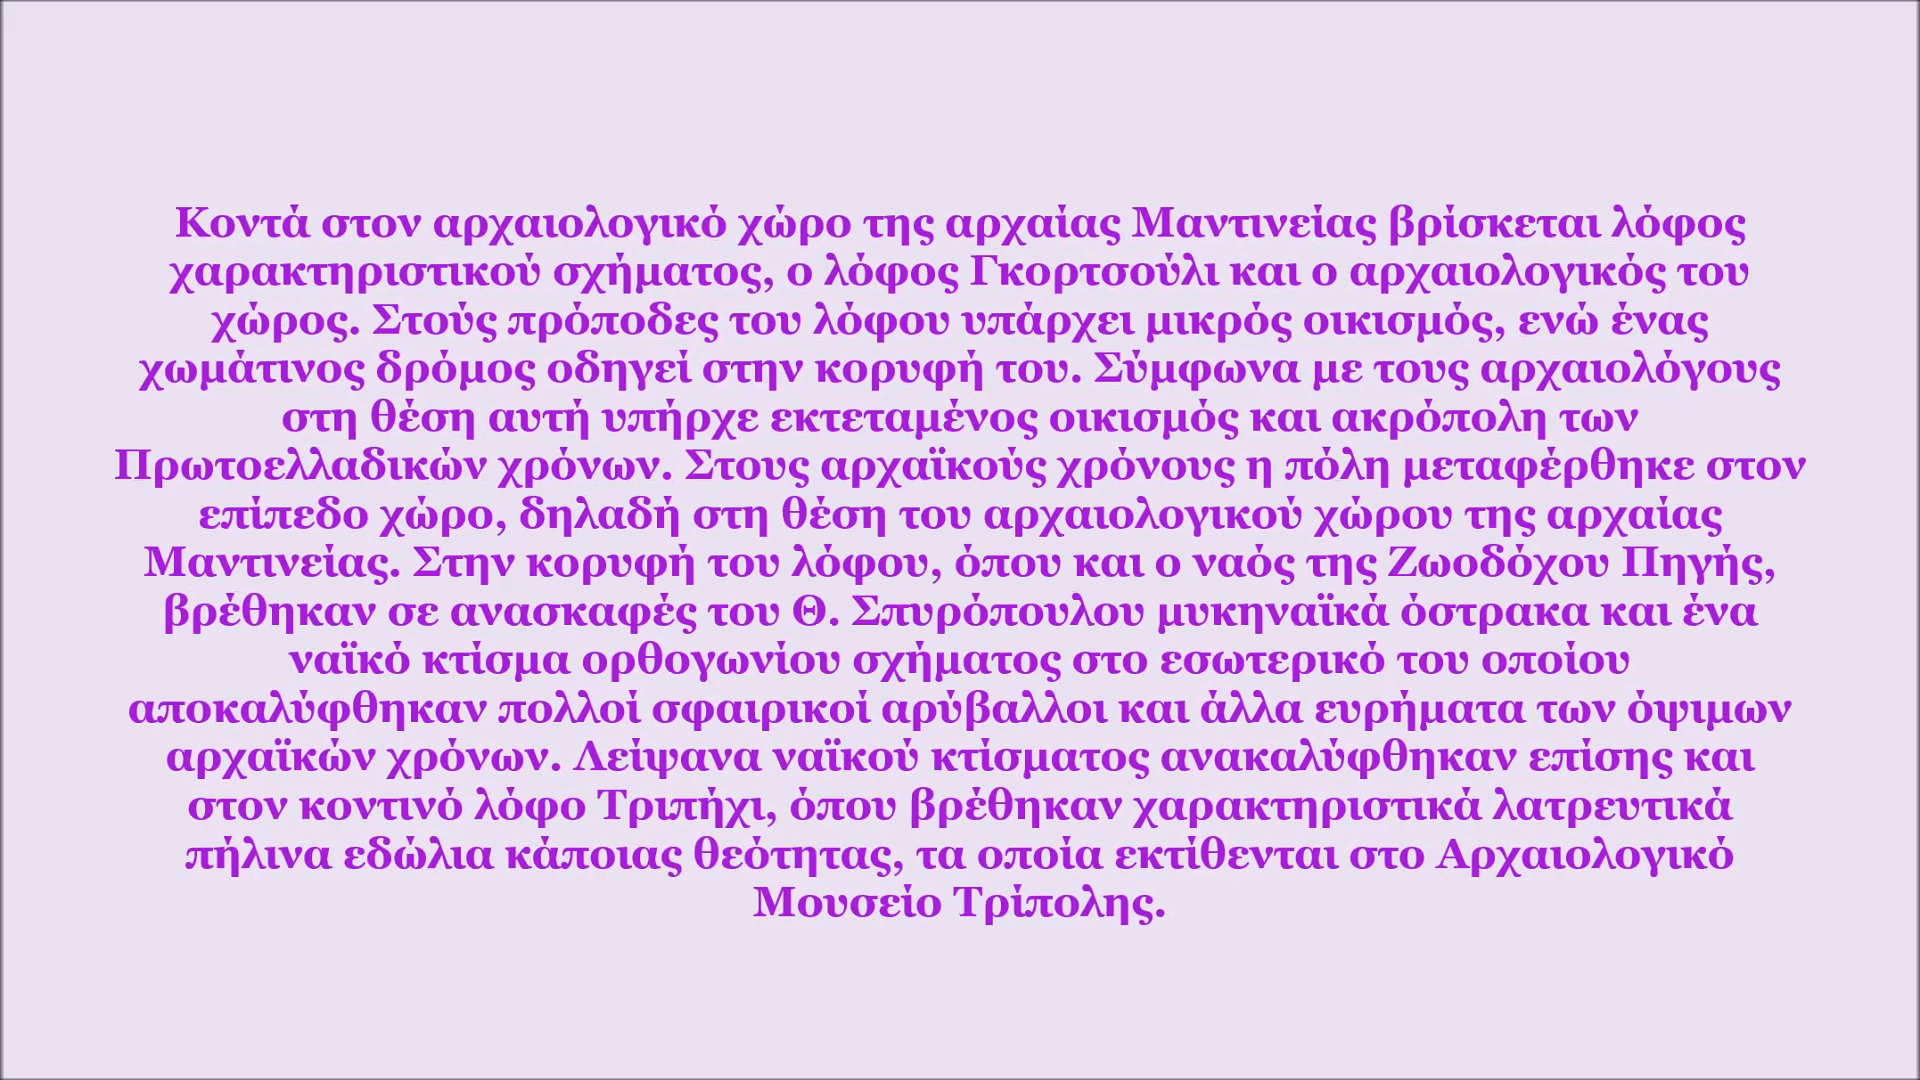 Κοντά στον αρχαιολογικό χώρο της αρχαίας Μαντινείας βρίσκεται λόφος
χαρακτηριστικού σχήματος, ο λόφος Γκορτσούλι και ο αρχαιολογικός του
χώρος. Στούς πρόποδες του λόφου υπάρχει μικρός οικισμός, ενώ ένας
χωμάτινος δρόμος οδηγεί στην κορυφή του. Σύμφωνα με τους αρχαιολόγους
στη θέση αυτή υπήρχε εκτεταμένος οικισμός και ακρόπολη των
Πρωτοελλαδικών χρόνων. Στους αρχαϊκούς χρόνους η πόλη μεταφέρθηκε στον
επίπεδο χώρο, δηλαδή στη θέση του αρχαιολογικού χώρου της αρχαίας
Μαντινείας. Στην κορυφή του λόφου, όπου και ο ναός της Ζωοδόχου Πηγής,
βρέθηκαν σε ανασκαφές του Θ. Σπυρόπουλου μυκηναϊκά όστρακα και ένα
ναϊκό κτίσμα ορθογωνίου σχήματος στο εσωτερικό του οποίου
αποκαλύφθηκαν πολλοί σφαιρικοί αρύβαλλοι και άλλα ευρήματα των όψιμων
αρχαϊκών χρόνων. Λείψανα ναϊκού κτίσματος ανακαλύφθηκαν επίσης και
στον κοντινό λόφο Τριπήχι, όπου βρέθηκαν χαρακτηριστικά λατρευτικά
πήλινα εδώλια κάποιας θεότητας, τα οποία εκτίθενται στο Αρχαιολογικό
Μουσείο Τρίπολης.